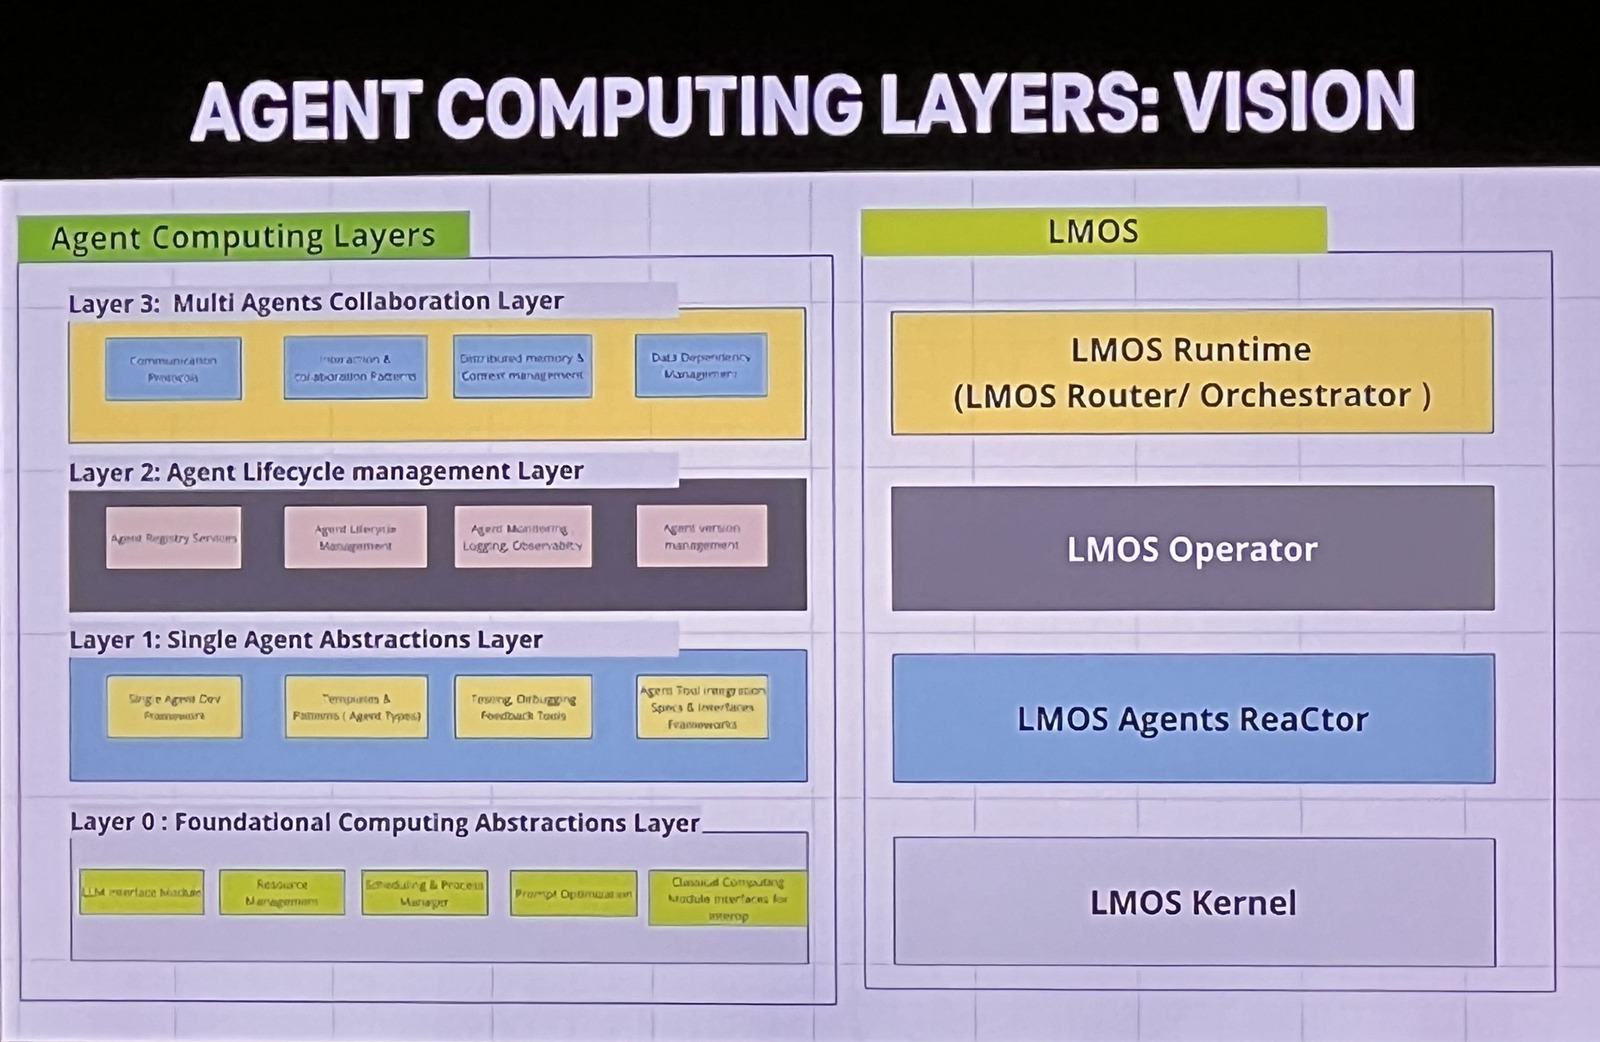 AGENT COMPUTING LAYERS: VISION
Agent Computing Layers
Layer 3: Multi Agents Collaboration Layer
Communication
Protocols
Interaction &
collaboration Patterns
Distributed memory &
Context management
Data Dependency
Management
Layer 2: Agent Lifecycle management Layer
Agent Registry Services
Agent Lifecycle
Management
Agent Monitoring,
Logging, Observability
Agent version
management
Layer 1: Single Agent Abstractions Layer
Single Agent Dev
Framework
Templates &
Patterns ( Agent Types)
Testing, Debugging
Feedback Tools
Agent Tool integration
Specs & Interfaces
Frameworks
Layer 0 : Foundational Computing Abstractions Layer
LLM interface Module
Resource
Management
Scheduling & Process
Manager
Prompt Optimization
Classical Computing
Module interfaces for
interop
LMOS
LMOS Runtime
(LMOS Router/ Orchestrator )
LMOS Operator
LMOS Agents ReaCtor
LMOS Kernel